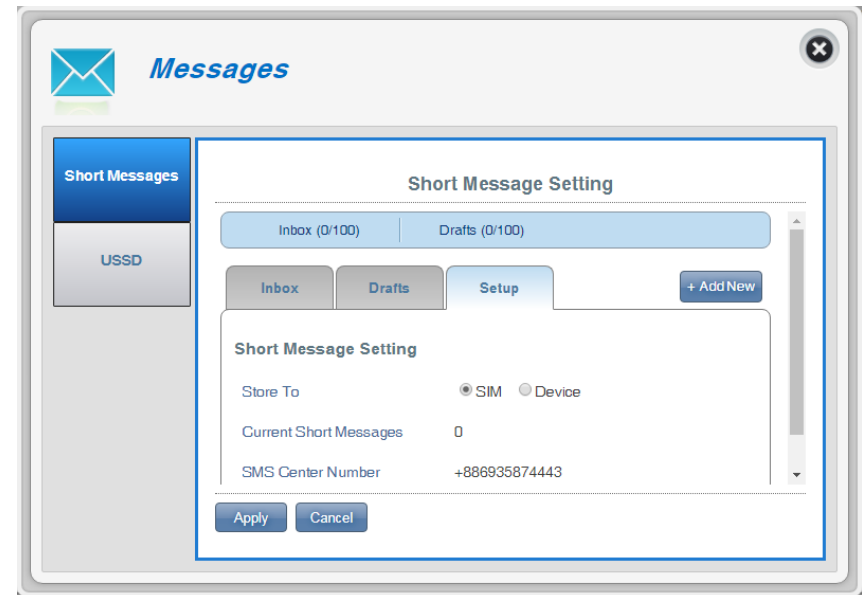 Messages
Short Messages
USSD
Short Message Setting
Inbox (0/100) Drafts (0/100)
Inbox Drafts Setup + Add New
Short Message Setting
Store To SIM Device
Current Short Messages 0
SMS Center Number +886935874443
Apply Cancel